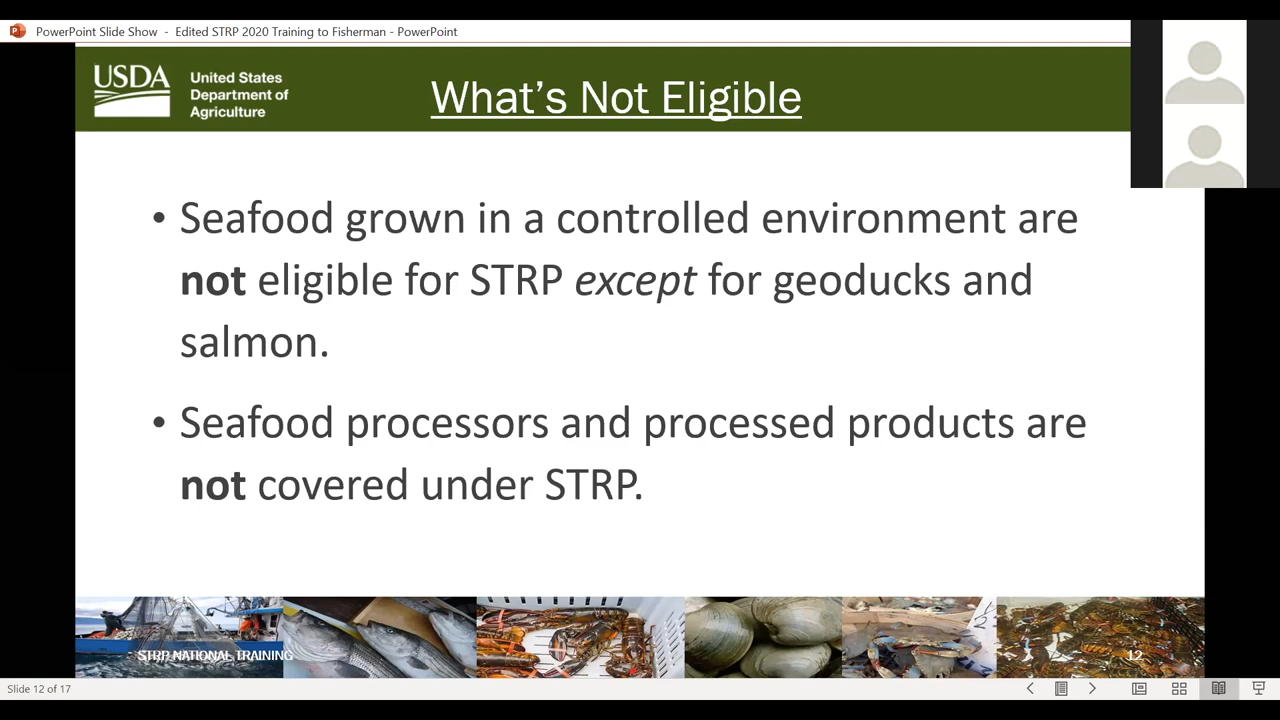 PowerPoint Slide Show - Edited STRP 2020 Training to Fisherman - PowerPoint
USDA
United States
Department of
Agriculture
What's Not Eligible
• Seafood grown in a controlled environment are
not eligible for STRP except for geoducks and
salmon.
• Seafood processors and processed products are
not covered under STRP.
STRP NATIONAL TRAINING
12
Slide 12 of 17